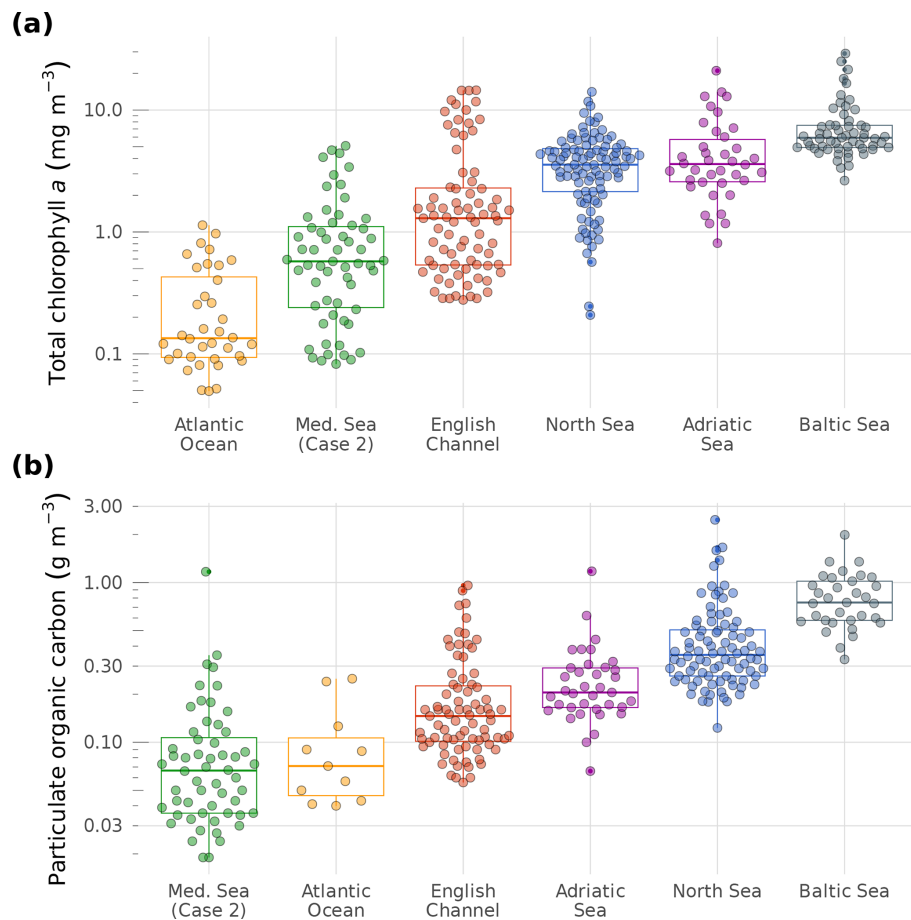 (a)
Total chlorophyll a (mg m⁻³)
10.0
1.0
0.1
Atlantic Ocean
Med. Sea (Case 2)
English Channel
North Sea
Adriatic Sea
Baltic Sea
(b)
Particulate organic carbon (g m⁻³)
3.00
1.00
0.30
0.10
0.03
Med. Sea (Case 2)
Atlantic Ocean
English Channel
Adriatic Sea
North Sea
Baltic Sea